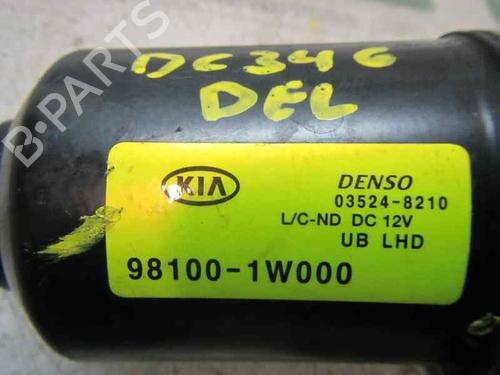 DC346
DEL
B-PARTS
KIA
DENSO
03524-8210
L/C-ND DC 12V
UB LHD
98100-1W000